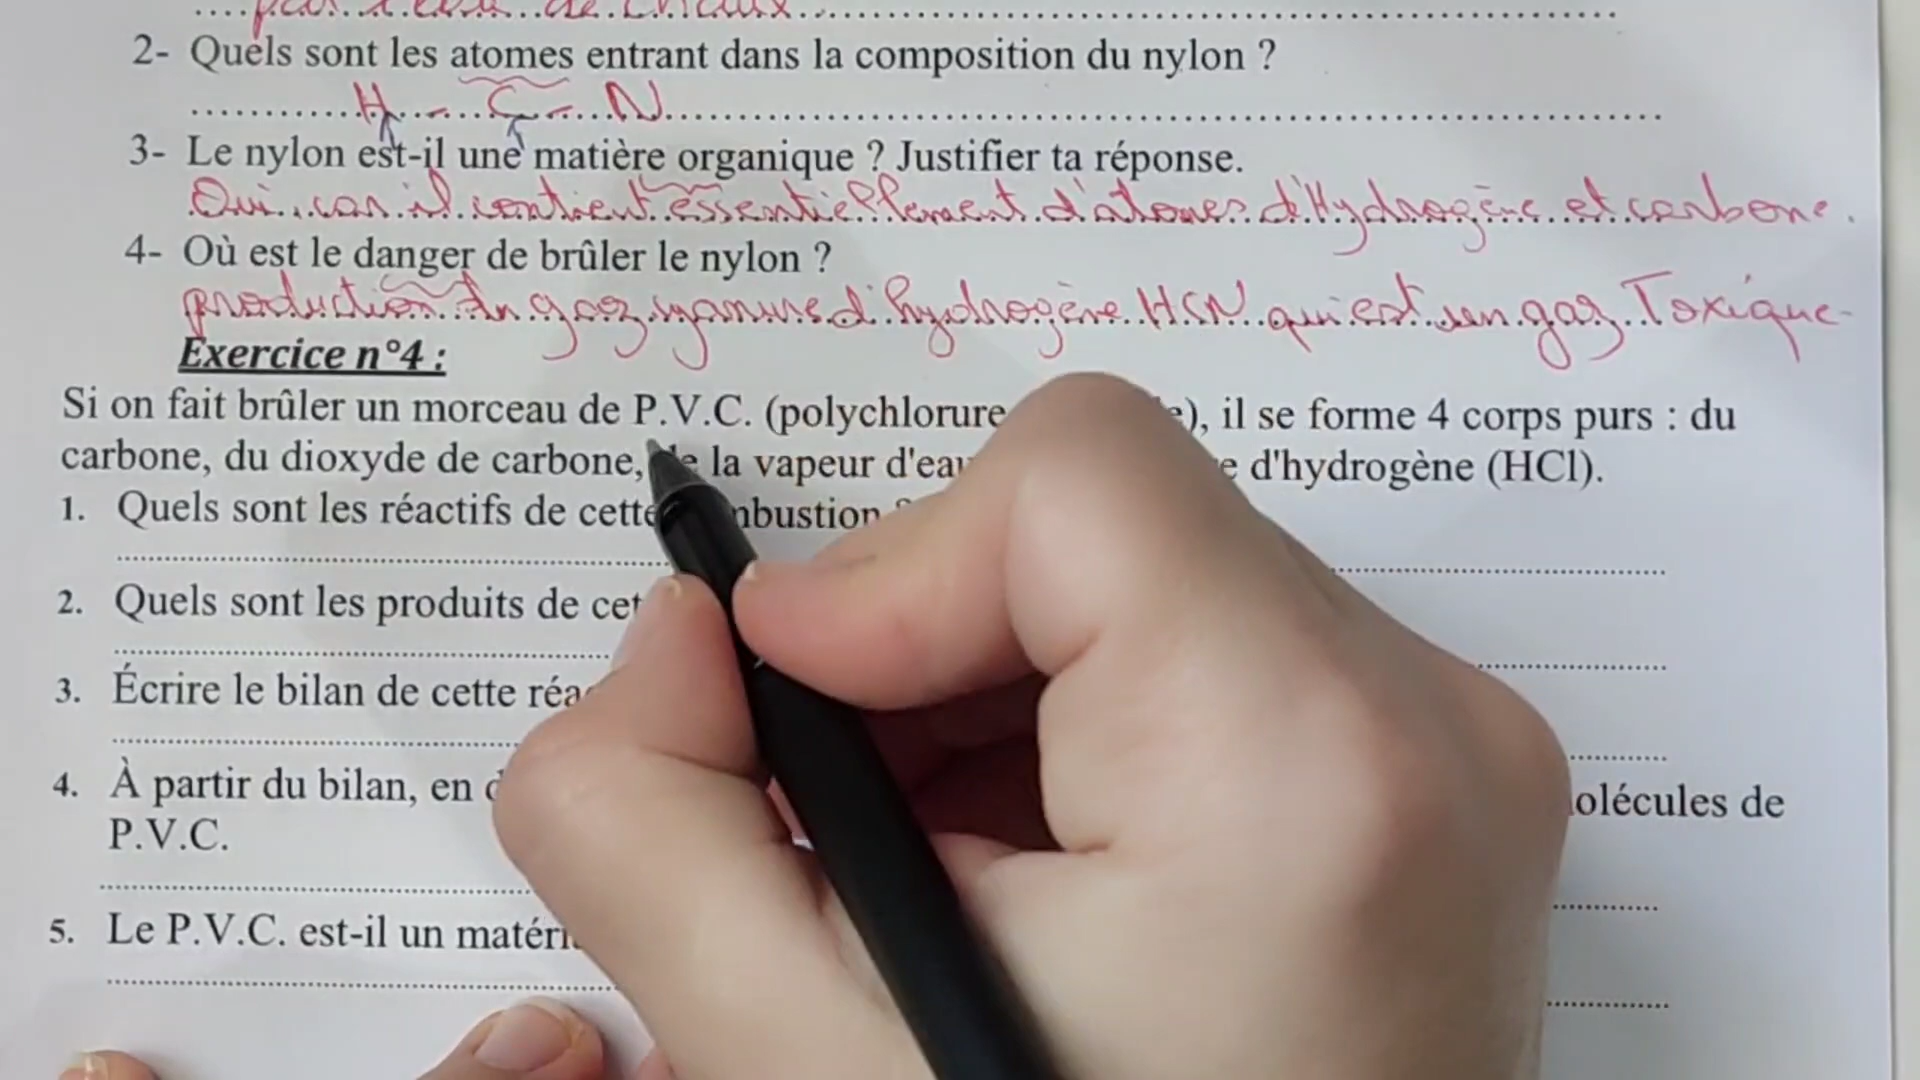 par l'eau de chaux
2- Quels sont les atomes entrant dans la composition du nylon ?
H - C - N
3- Le nylon est-il une matière organique ? Justifier ta réponse.
Oui car il contient essentiellement d'atomes d'Hydrogène et carbone.
4- Où est le danger de brûler le nylon ?
production du gaz d'hydrogène HCN qui est un gaz Toxique
Exercice n°4 :
Si on fait brûler un morceau de P.V.C. (polychlorure), il se forme 4 corps purs : du
carbone, du dioxyde de carbone, la vapeur d'eau d'hydrogène (HCl).
1. Quels sont les réactifs de cette
2. Quels sont les produits de
3. Écrire le bilan de cette
4. À partir du bilan, en de
P.V.C.
5. Le P.V.C. est-il un